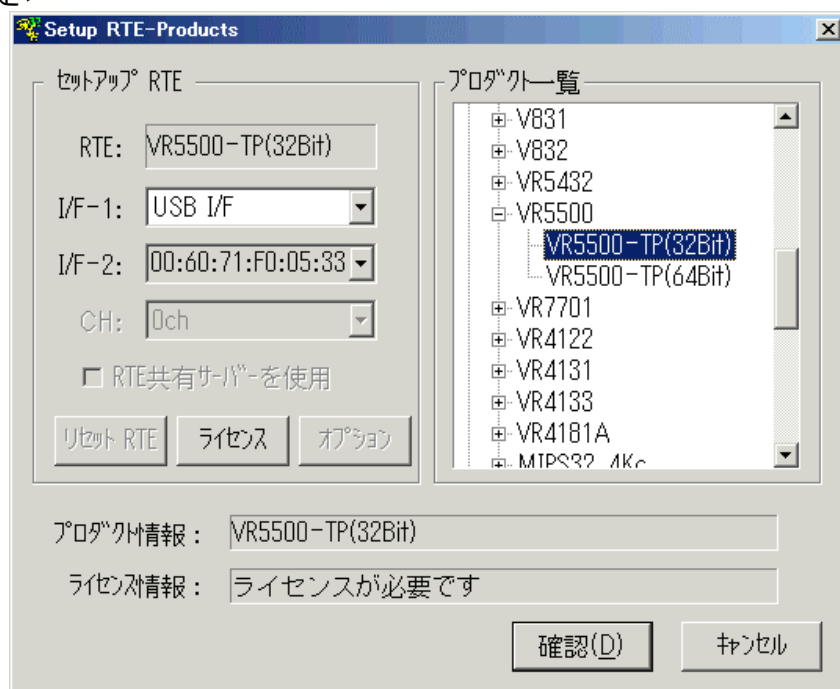 Setup RTE-Products
ｾｯﾄｱｯﾌﾟ RTE
RTE: VR5500-TP(32Bit)
I/F-1: USB I/F
I/F-2: 00:60:71:F0:05:33
CH: 0ch
RTE共有ｻｰﾊﾞｰを使用
ﾘｾｯﾄ RTE
ﾗｲｾﾝｽ
ｵﾌﾟｼｮﾝ
ﾌﾟﾛﾀﾞｸﾄ一覧
V831
V832
VR5432
VR5500
VR5500-TP(32Bit)
VR5500-TP(64Bit)
VR7701
VR4122
VR4131
VR4133
VR4181A
MIPS32 4Kc
ﾌﾟﾛﾀﾞｸﾄ情報： VR5500-TP(32Bit)
ﾗｲｾﾝｽ情報： ライセンスが必要です
確認(D)
ｷｬﾝｾﾙ